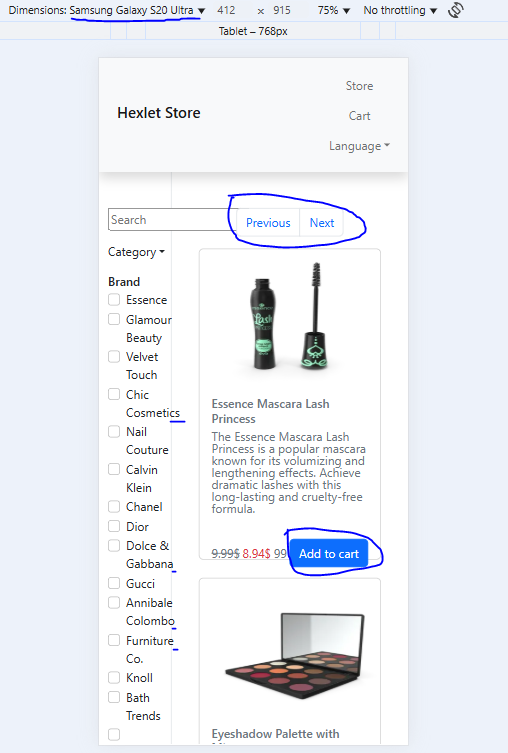 Dimensions: Samsung Galaxy S20 Ultra ▼ 412 × 915 75% ▼ No throttling ▼
Tablet – 768px
Store
Hexlet Store
Cart
Language
Search
Previous Next
Category
Brand
Essence
Glamour
Beauty
Velvet
Touch
Chic
Cosmetics
Nail
Couture
Calvin
Klein
Chanel
Dior
Dolce &
Gabbana
Gucci
Annibale
Colombo
Furniture
Co.
Knoll
Bath
Trends
Essence Mascara Lash
Princess
The Essence Mascara Lash
Princess is a popular mascara
known for its volumizing and
lengthening effects. Achieve
dramatic lashes with this
long-lasting and cruelty-free
formula.
9.99$ 8.94$ 99 Add to cart
Eyeshadow Palette with